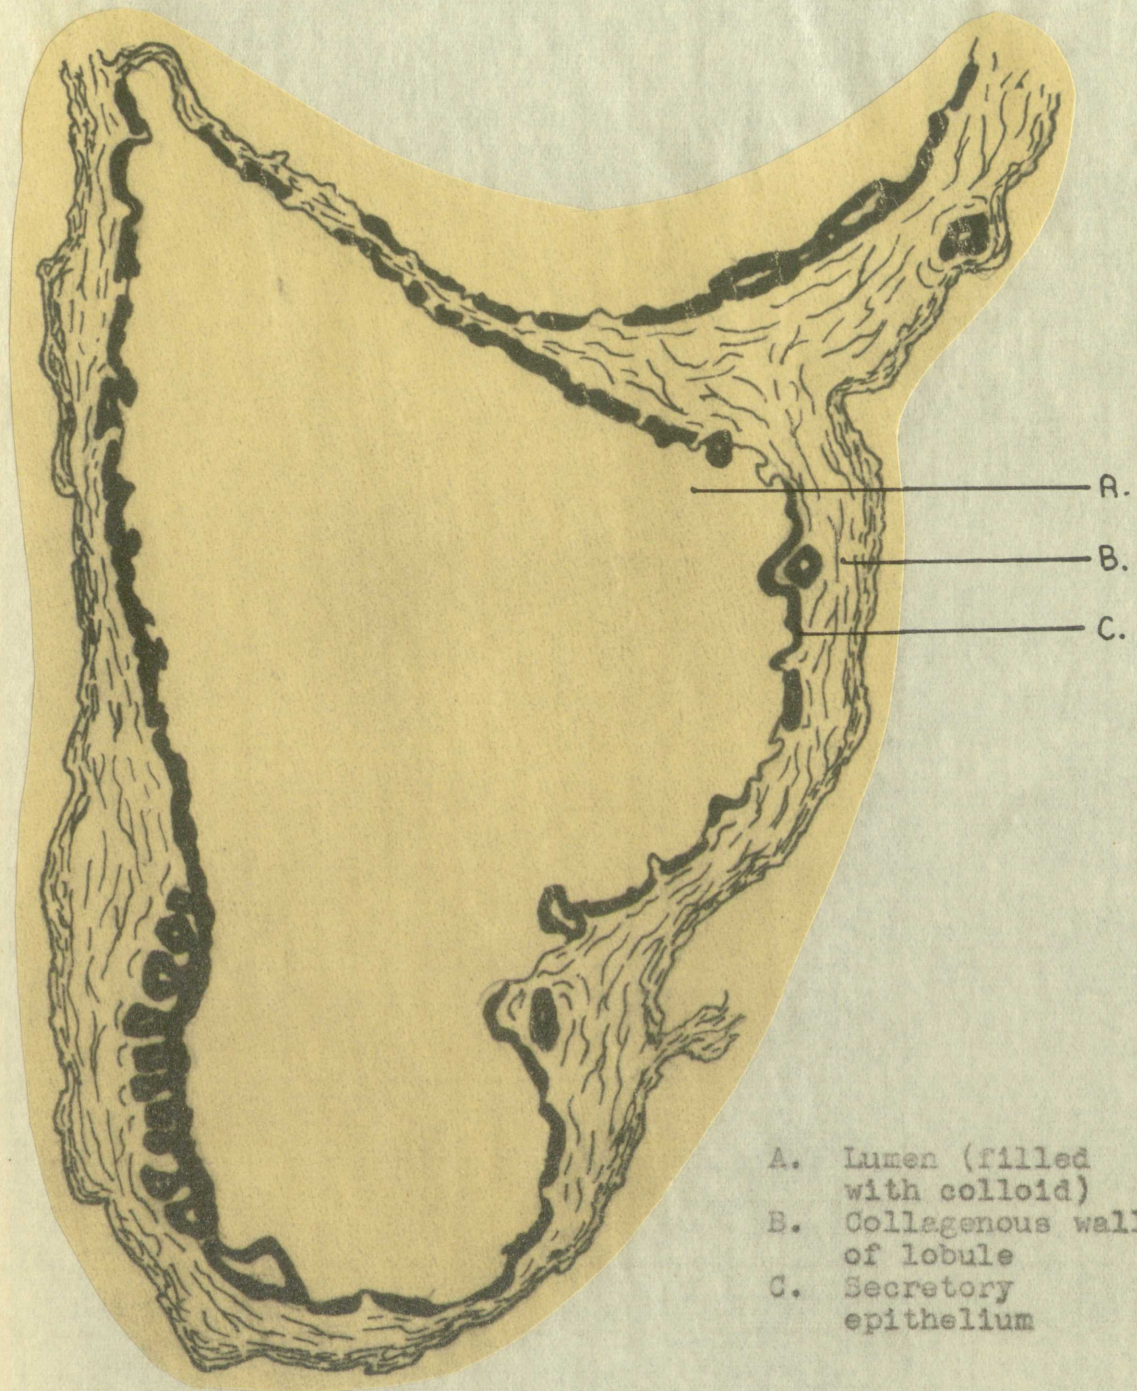 A.
B.
C.
A. Lumen (filled
with colloid)
B. Collagenous wall
of lobule
C. Secretory
epithelium